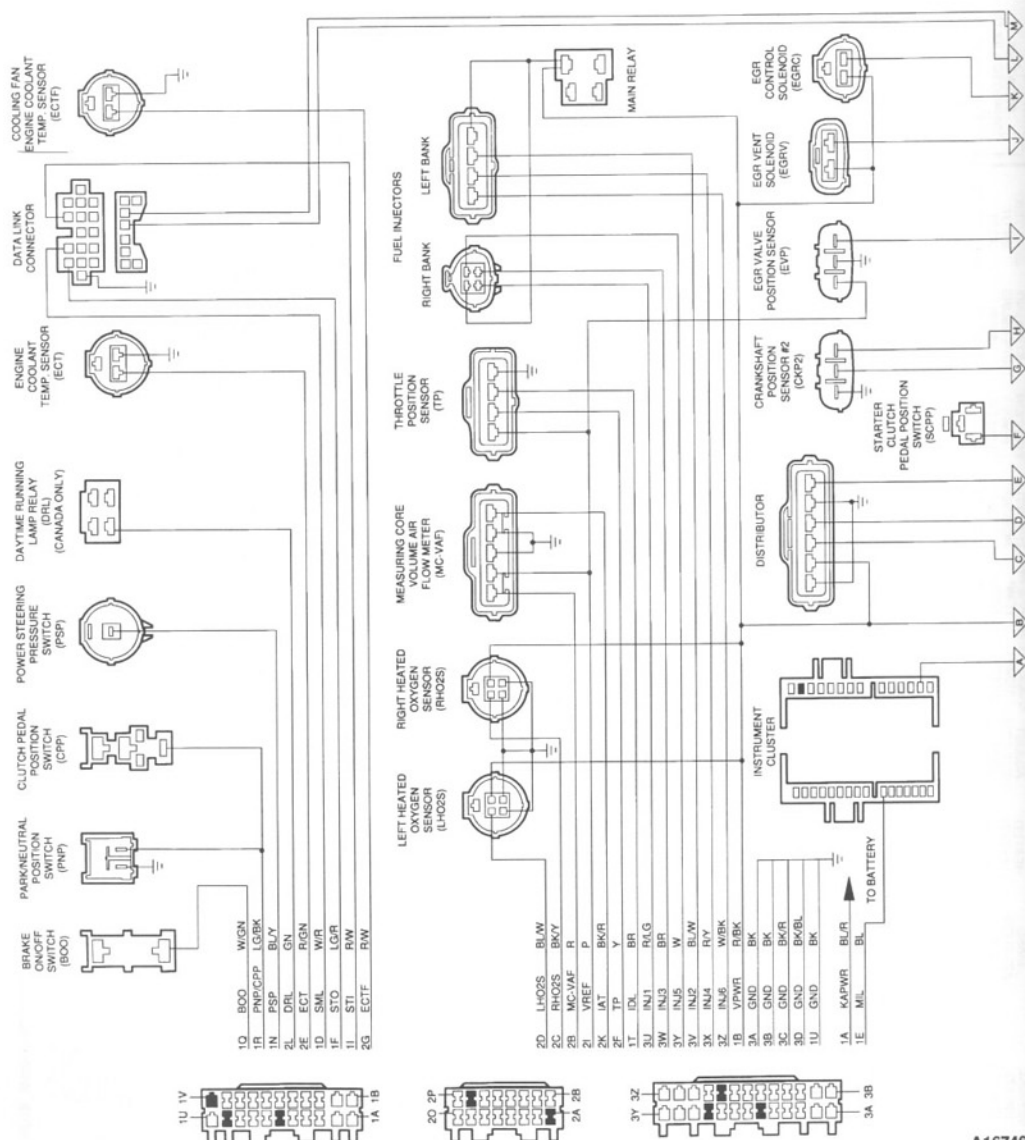 COOLING FAN
ENGINE COOLANT
TEMP. SENSOR
(ECTF)
DATA LINK
CONNECTOR
ENGINE
COOLANT
TEMP. SENSOR
(ECT)
DAYTIME RUNNING
LAMP RELAY
(DRL)
(CANADA ONLY)
POWER STEERING
PRESSURE
SWITCH
(PSP)
CLUTCH PEDAL
POSITION
SWITCH
(CPP)
PARK/NEUTRAL
POSITION
SWITCH
(PNP)
BRAKE
ON/OFF
SWITCH
(BOO)
1Q BOO W/GN
1R PNP/CPP LG/BK
1N PSP BL/Y
2L DRL GN
2E ECT R/GN
1D SML W/R
1F STO LG/R
1I STI R/W
2G ECTF R/W
1U 1V
1A 1B
MAIN RELAY
FUEL INJECTORS
LEFT BANK
RIGHT BANK
THROTTLE
POSITION
SENSOR
(TP)
MEASURING CORE
VOLUME AIR
FLOW METER
(MC-VAF)
RIGHT HEATED
OXYGEN
SENSOR
(RHO2S)
LEFT HEATED
OXYGEN
SENSOR
(LHO2S)
2D LHO2S BL/W
2C RHO2S BK/Y
2B MC-VAF R
2I VREF P
2K IAT BK/R
2F TP Y
1T IDL BR
3U INJ1 R/LG
3W INJ3 BR
3Y INJ5 W
3V INJ2 BL/W
3X INJ4 R/Y
3Z INJ6 W/BK
1B VPWR R/BK
3A GND BK
3B GND BK
3C GND BK/R
3D GND BK/BL
1U GND BK
1A KAPWR BL/R
1E MIL BL
TO BATTERY
2O 2P
2A 2B
3Y 3Z
3A 3B
EGR
CONTROL
SOLENOID
(EGRC)
EGR VENT
SOLENOID
(EGRV)
EGR VALVE
POSITION SENSOR
(EVP)
CRANKSHAFT
POSITION
SENSOR #2
(CKP2)
STARTER
CLUTCH
PEDAL POSITION
SWITCH
(SCPP)
DISTRIBUTOR
INSTRUMENT
CLUSTER
M
L
K
J
I
H
G
F
E
D
C
B
A